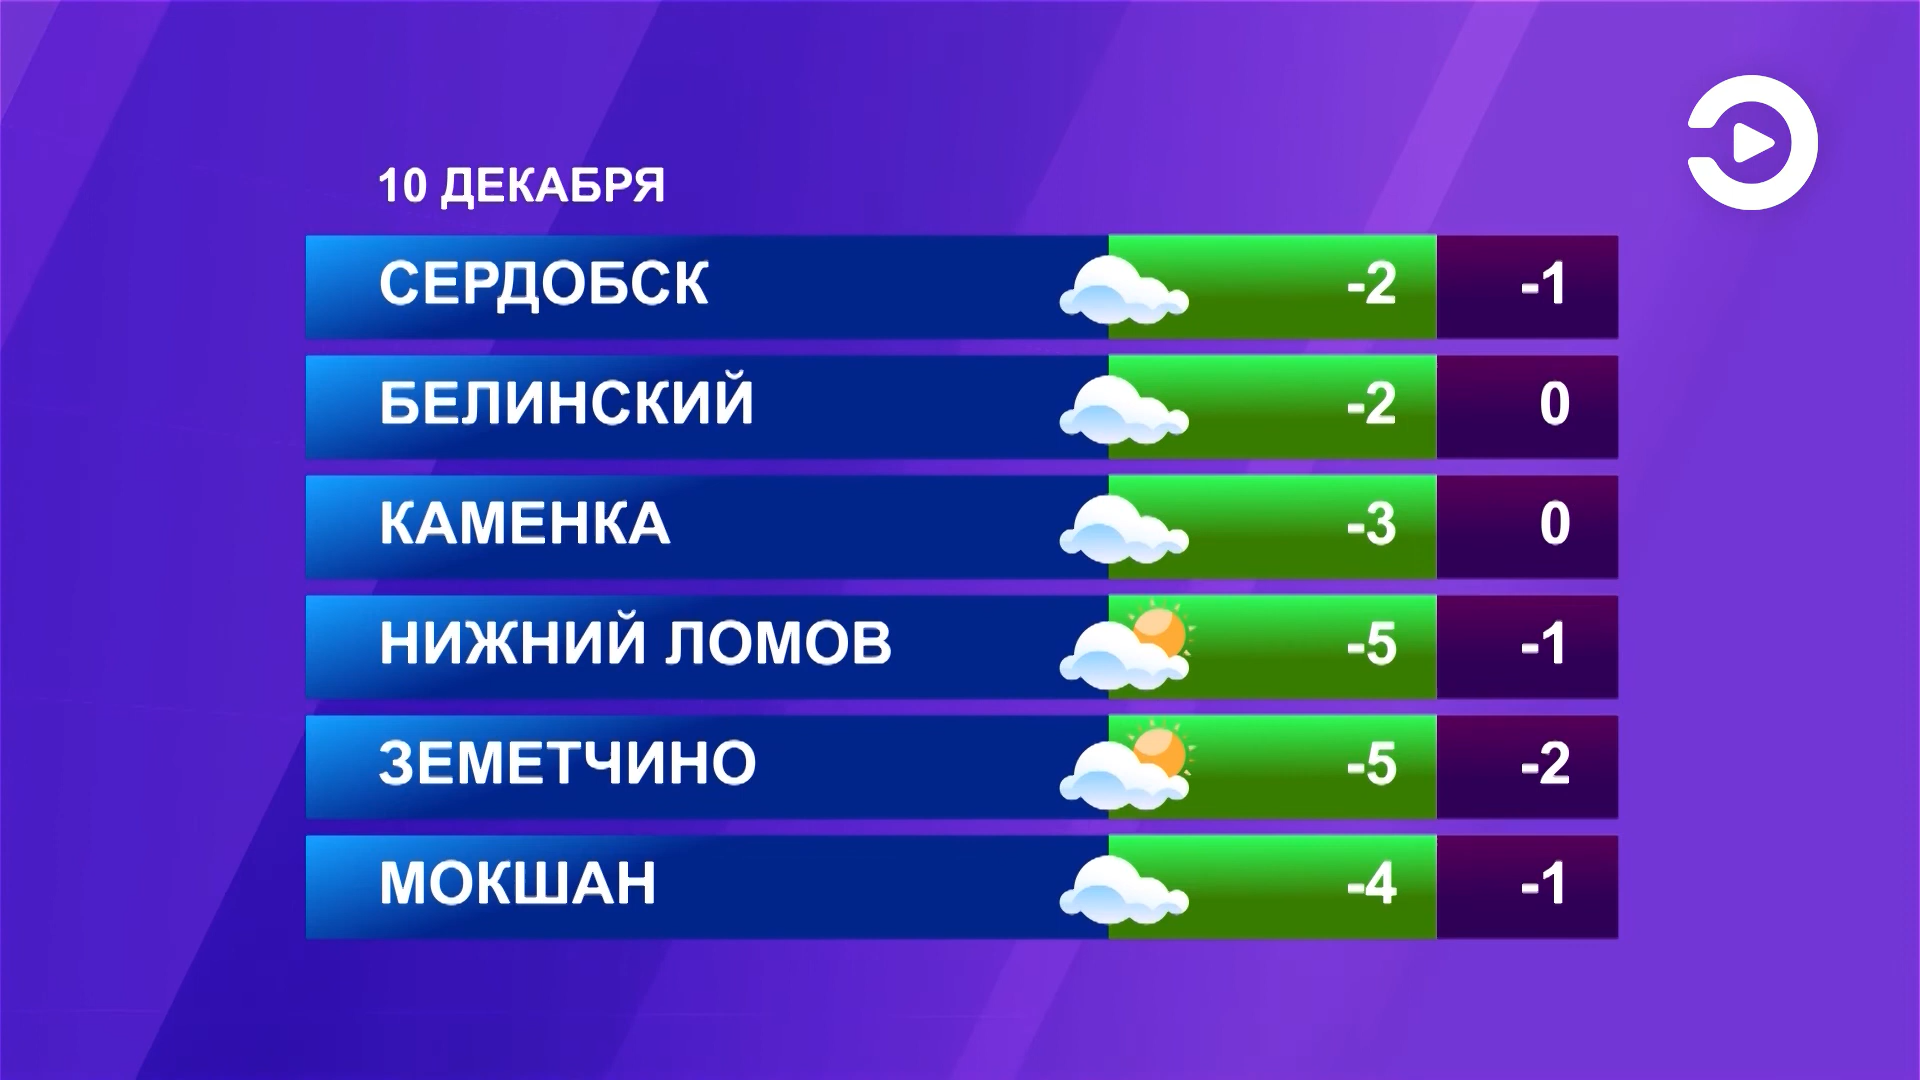 10 ДЕКАБРЯ
СЕРДОБСК -2 -1
БЕЛИНСКИЙ -2 0
КАМЕНКА -3 0
НИЖНИЙ ЛОМОВ -5 -1
ЗЕМЕТЧИНО -5 -2
МОКШАН -4 -1